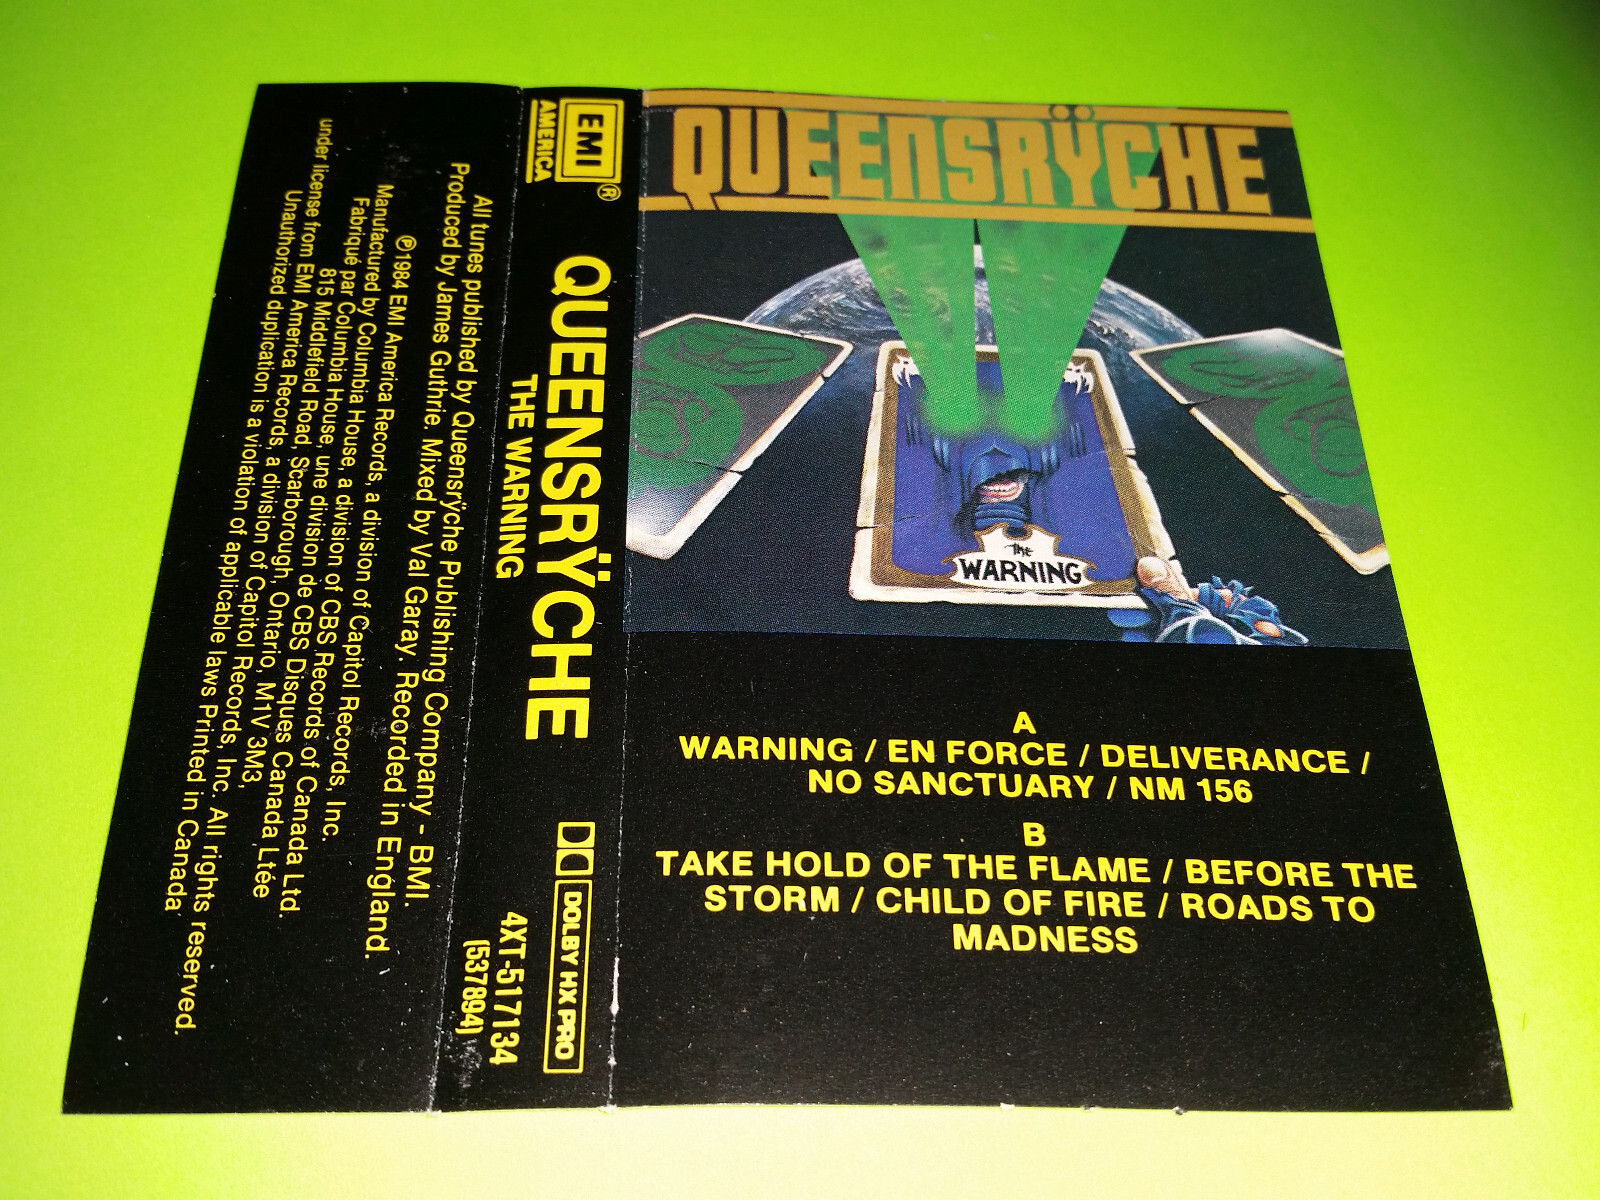 QUEENSRŸCHE
The
WARNING
A
WARNING / EN FORCE / DELIVERANCE /
NO SANCTUARY / NM 156
B
TAKE HOLD OF THE FLAME / BEFORE THE
STORM / CHILD OF FIRE / ROADS TO
MADNESS
EMI
AMERICA
®
QUEENSRŸCHE
THE WARNING
DOLBY HX PRO
4XT-517134
(537894)
All tunes published by Queensrÿche Publishing Company - BMI.
Produced by James Guthrie. Mixed by Val Garay. Recorded in England.
℗1984 EMI America Records, a division of Capitol Records, Inc.
Manufactured by Columbia House, a division of CBS Records of Canada Ltd.
Fabriqué par Columbia House, une division de CBS Disques Canada Ltée
815 Middlefield Road, Scarborough, Ontario, M1V 3M3,
under license from EMI America Records, a division of Capitol Records, Inc. All rights reserved.
Unauthorized duplication is a violation of applicable laws Printed in Canada